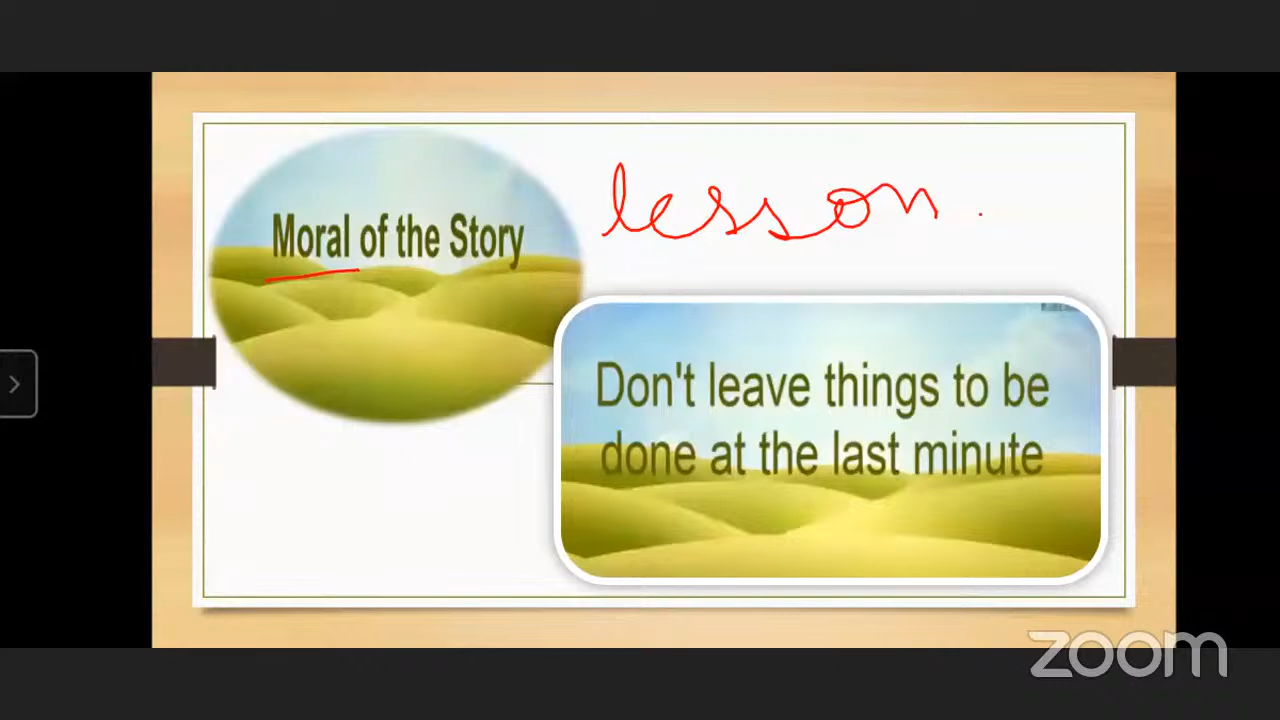 lesson.
Moral of the Story
Don't leave things to be
done at the last minute
zoom